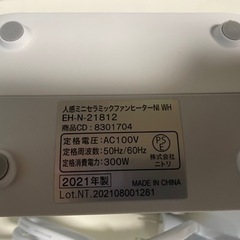 人感ミニセラミックファンヒーターNI WH
EH-N-21812
商品CD：8301704
定格電圧：AC100V
定格周波数：50Hz/60Hz
定格消費電力：300W
PSE
株式会社
ニトリ
2021年製
MADE IN CHINA
Lot.NT.202108001281